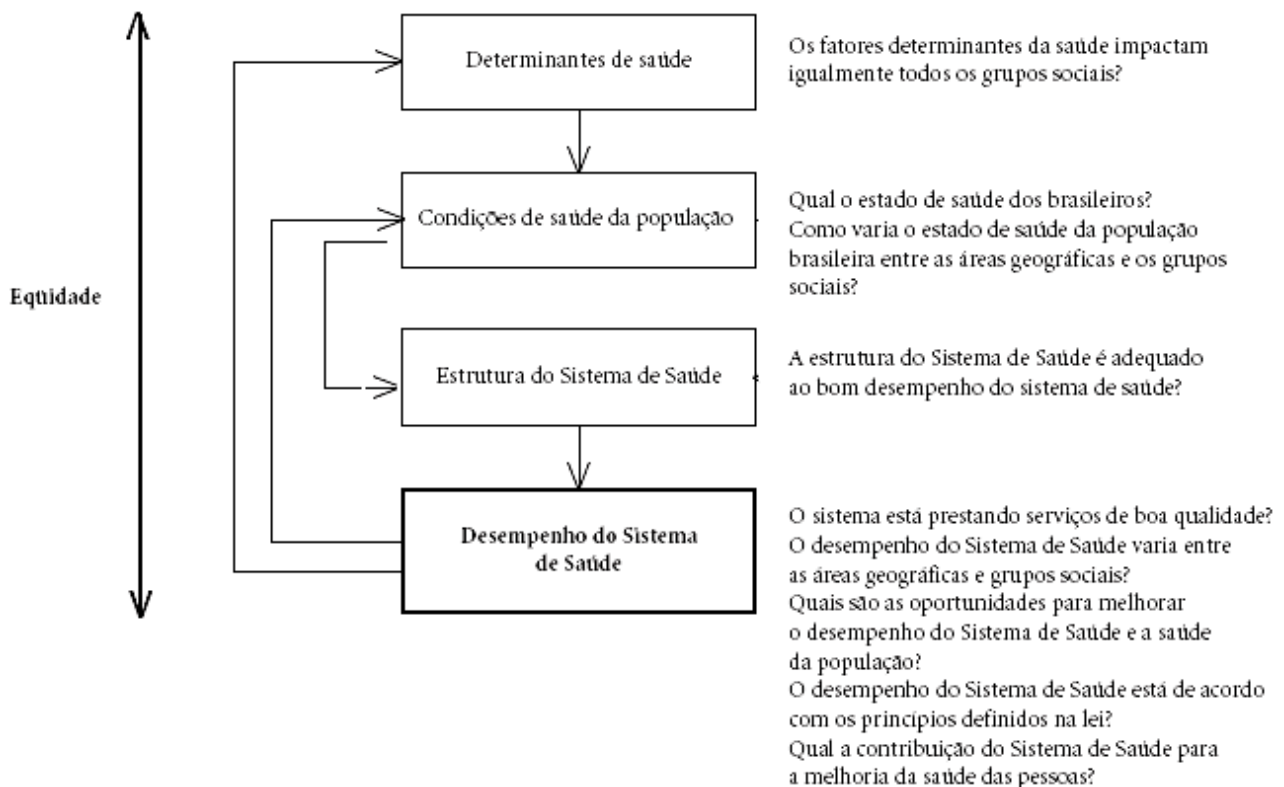 Determinantes de saúde
Os fatores determinantes da saúde impactam
igualmente todos os grupos sociais?
Condições de saúde da população
Qual o estado de saúde dos brasileiros?
Como varia o estado de saúde da população
brasileira entre as áreas geográficas e os grupos
sociais?
Eqüidade
Estrutura do Sistema de Saúde
A estrutura do Sistema de Saúde é adequado
ao bom desempenho do sistema de saúde?
Desempenho do Sistema
de Saúde
O sistema está prestando serviços de boa qualidade?
O desempenho do Sistema de Saúde varia entre
as áreas geográficas e grupos sociais?
Quais são as oportunidades para melhorar
o desempenho do Sistema de Saúde e a saúde
da população?
O desempenho do Sistema de Saúde está de acordo
com os princípios definidos na lei?
Qual a contribuição do Sistema de Saúde para
a melhoria da saúde das pessoas?